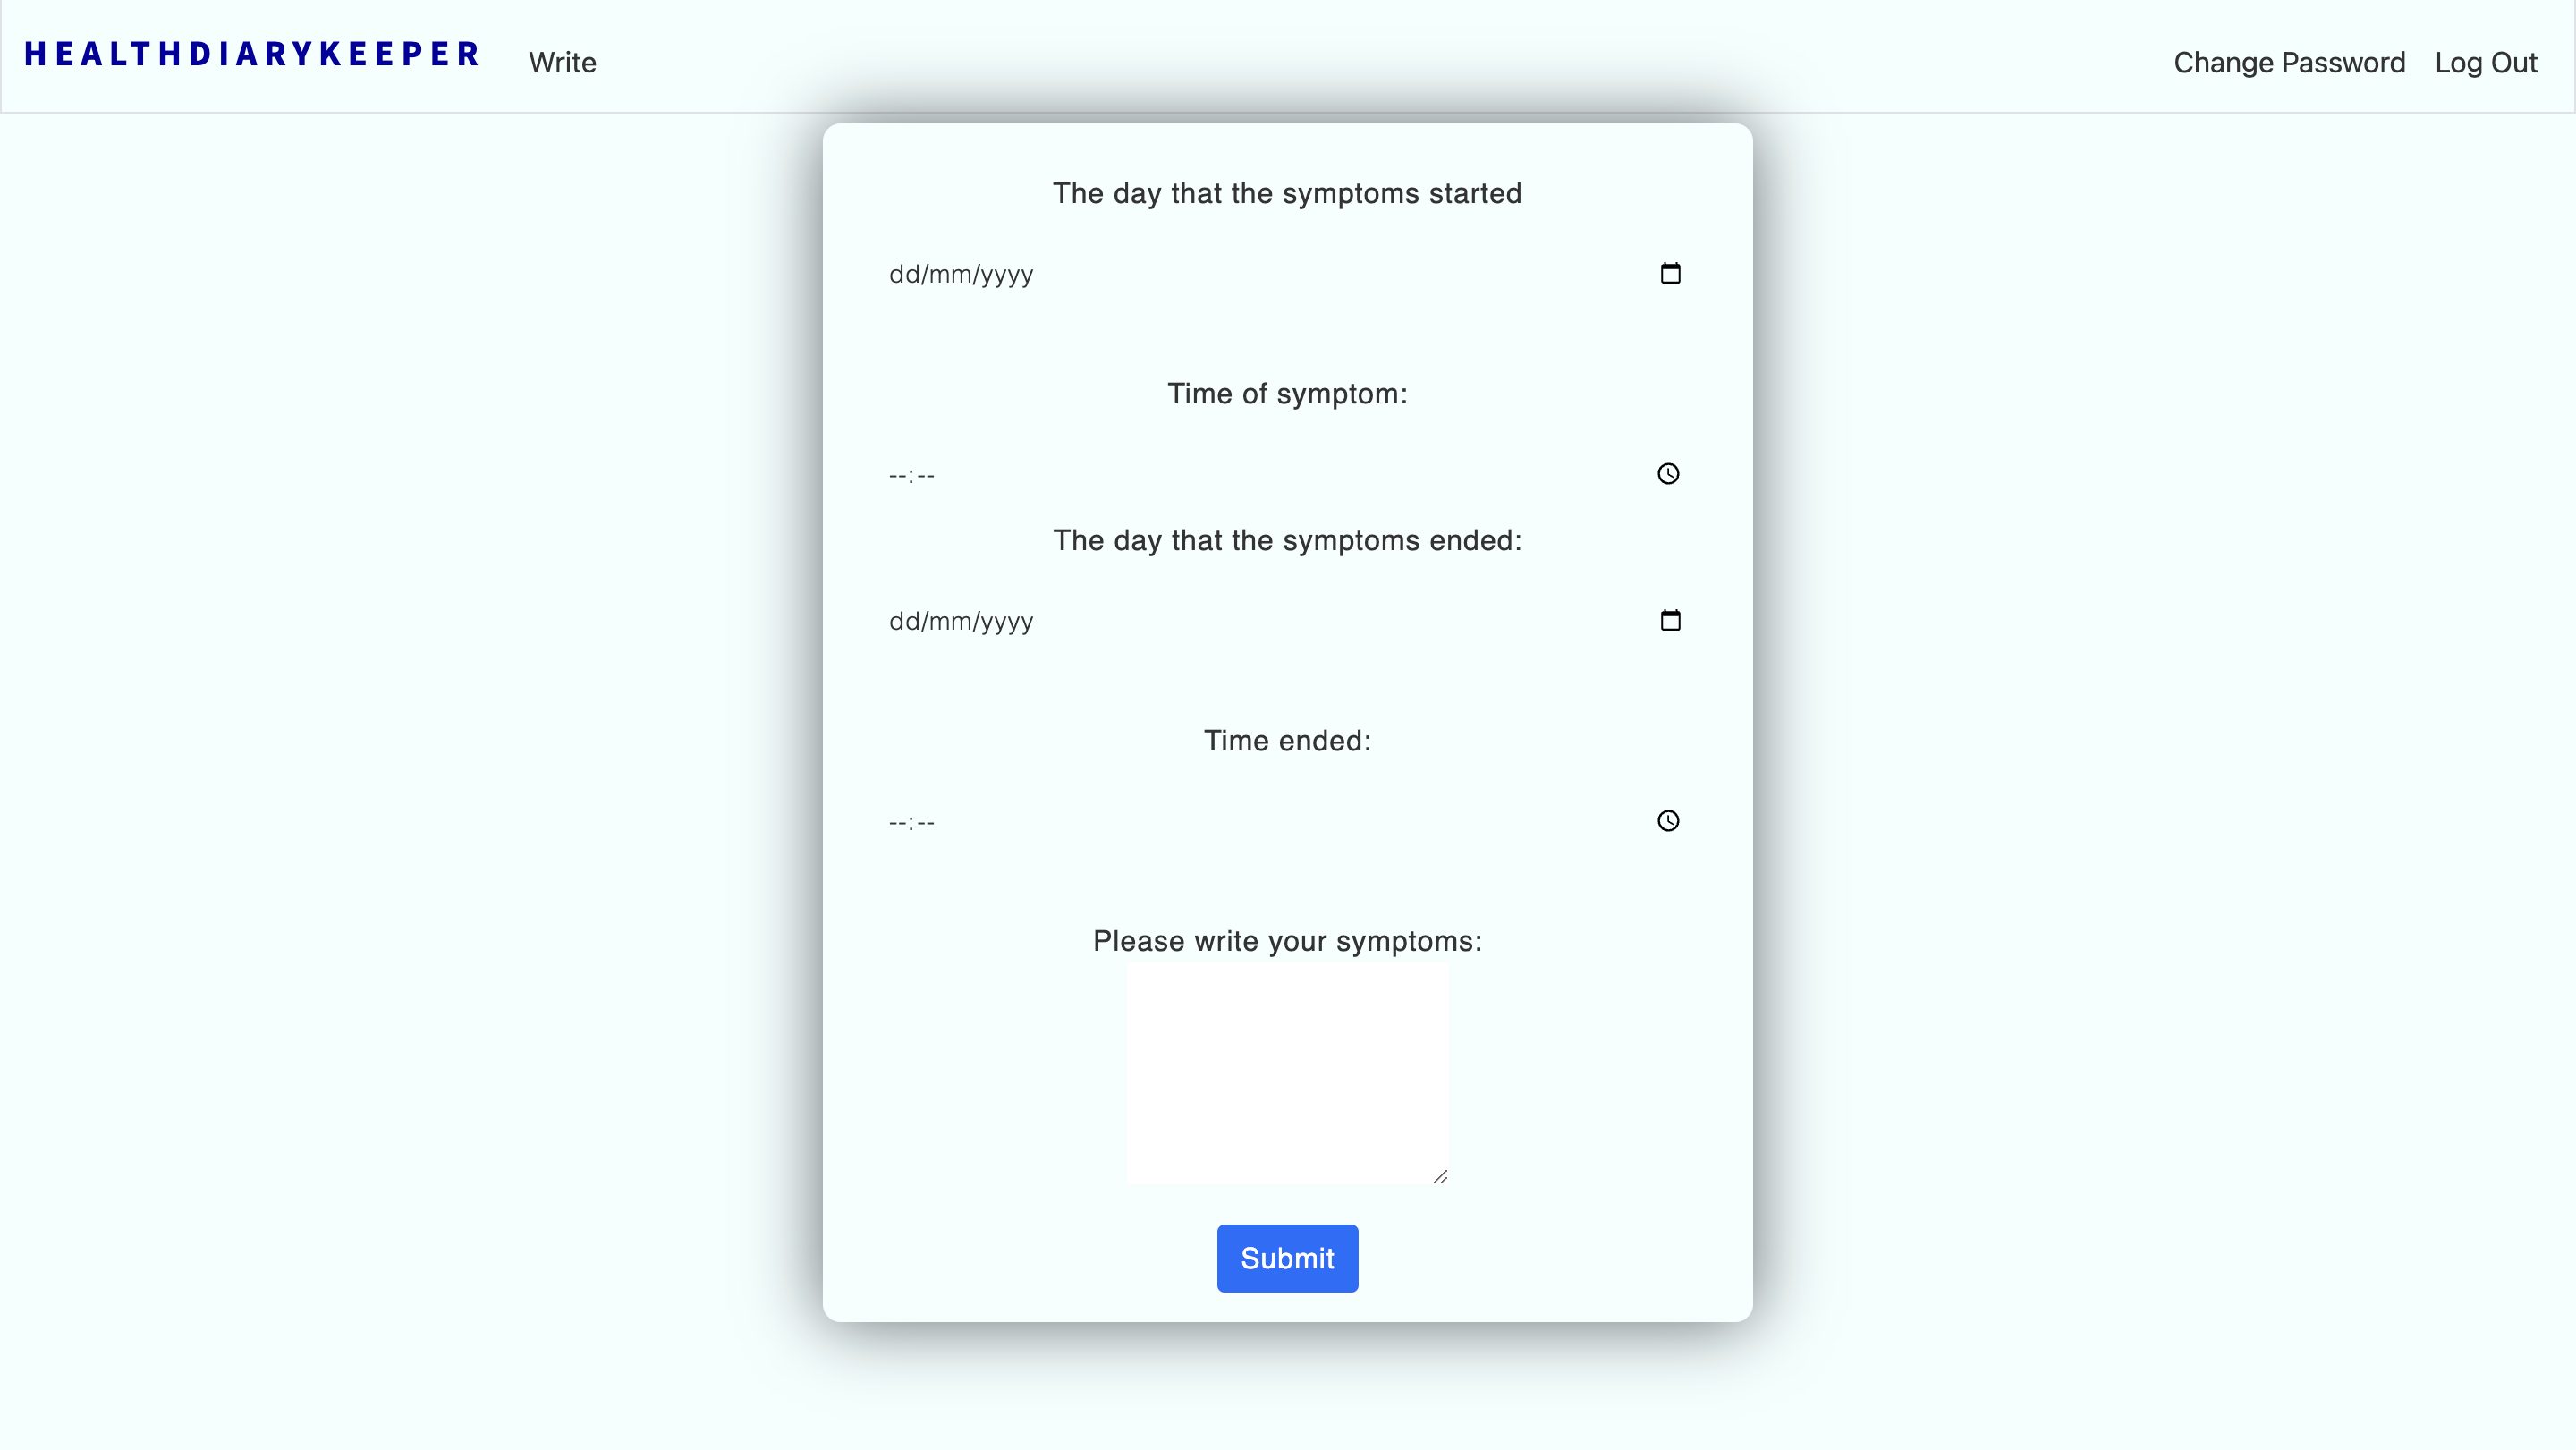 HEALTHDIARYKEEPER Write Change Password Log Out
The day that the symptoms started
dd/mm/yyyy
Time of symptom:
--:--
The day that the symptoms ended:
dd/mm/yyyy
Time ended:
--:--
Please write your symptoms:
Submit